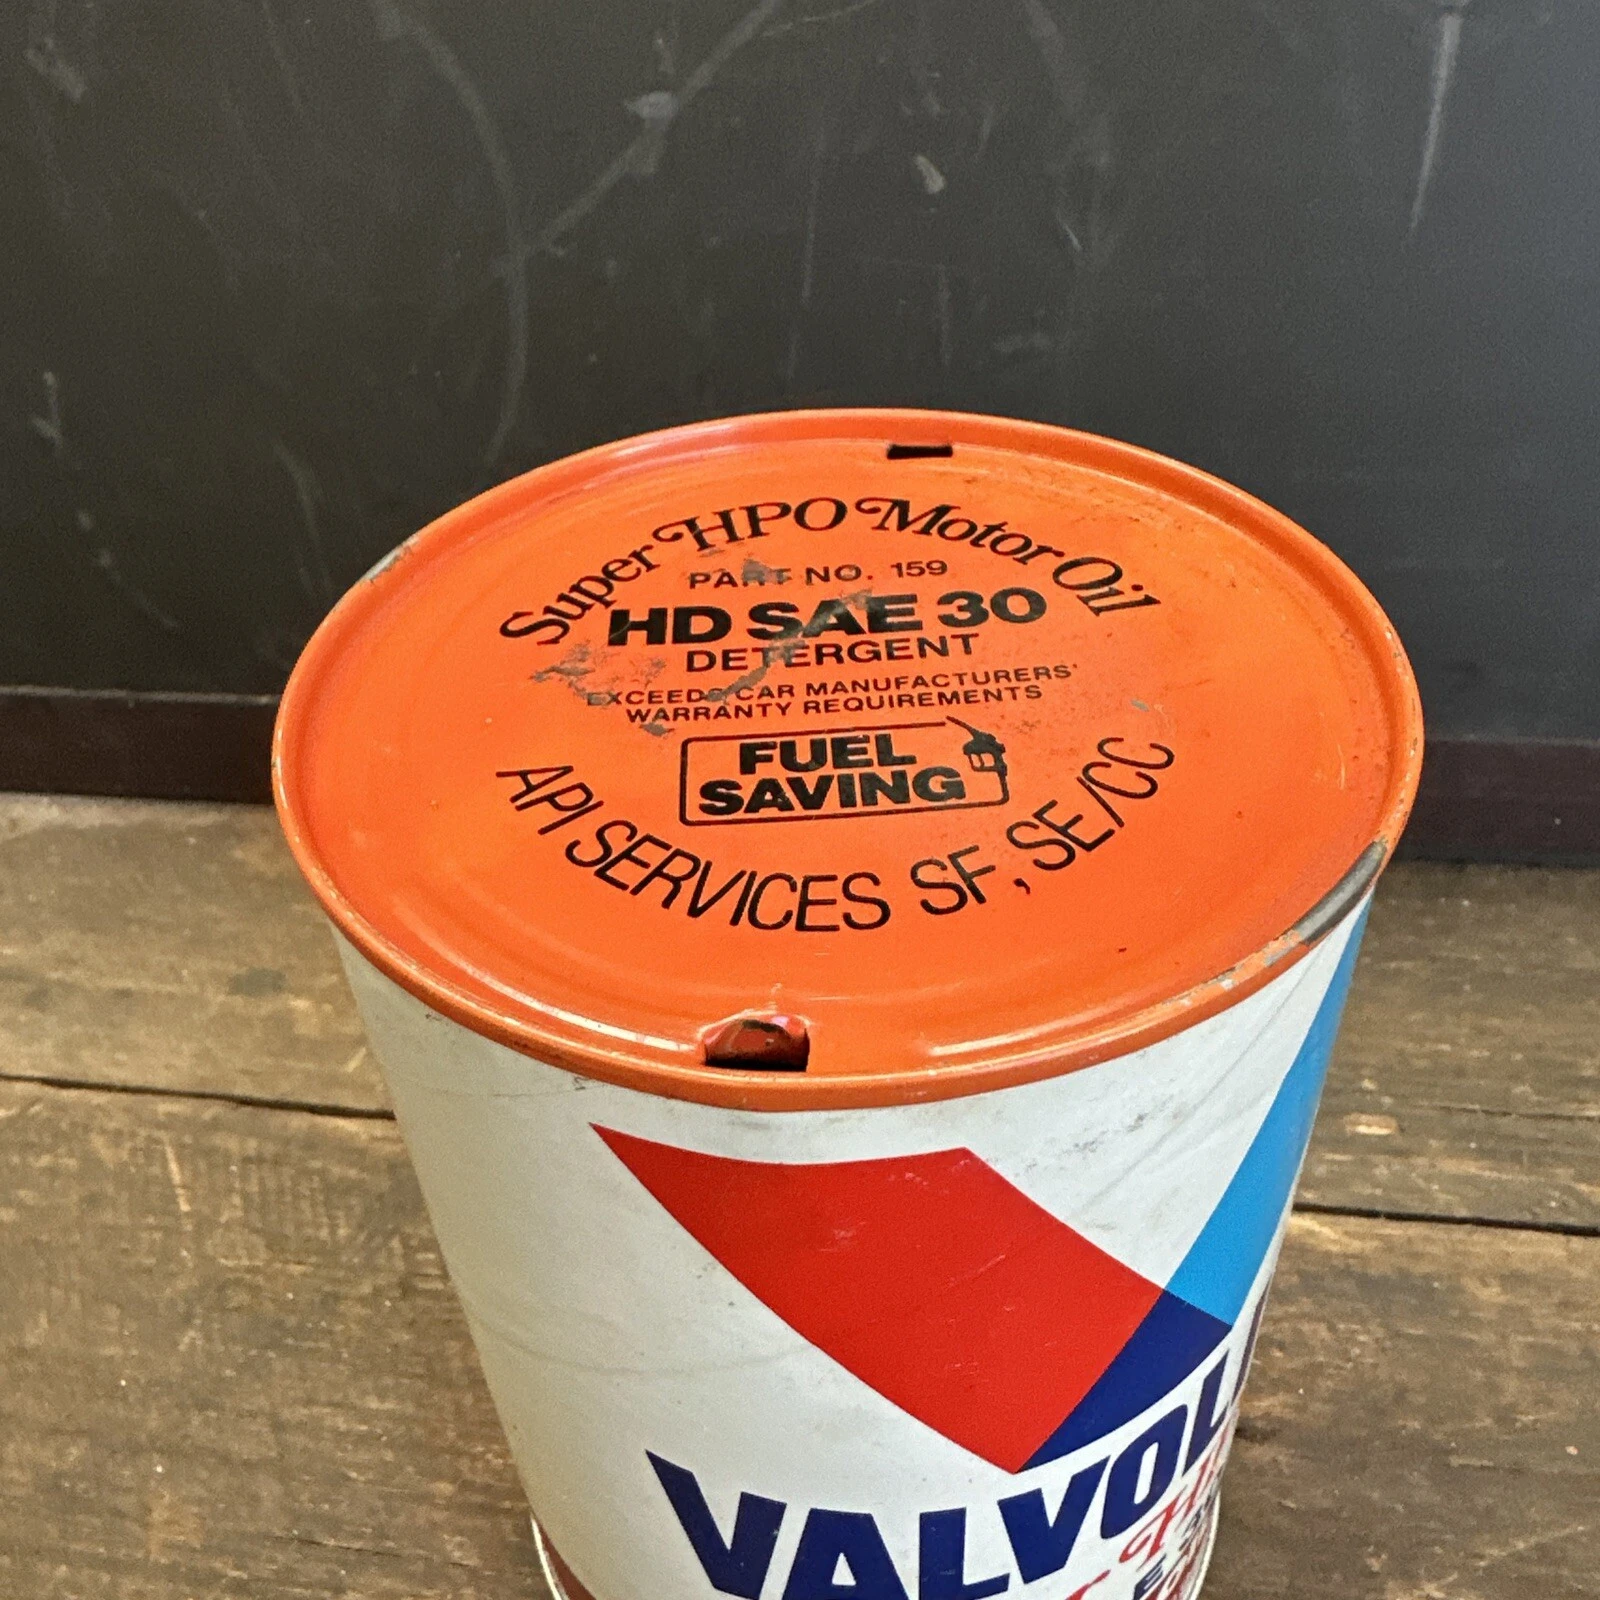 Super HPO Motor Oil
PART NO. 159
HD SAE 30
DETERGENT
EXCEEDS CAR MANUFACTURERS'
WARRANTY REQUIREMENTS
FUEL
SAVING
API SERVICES SF, SE/CC
VALVOL